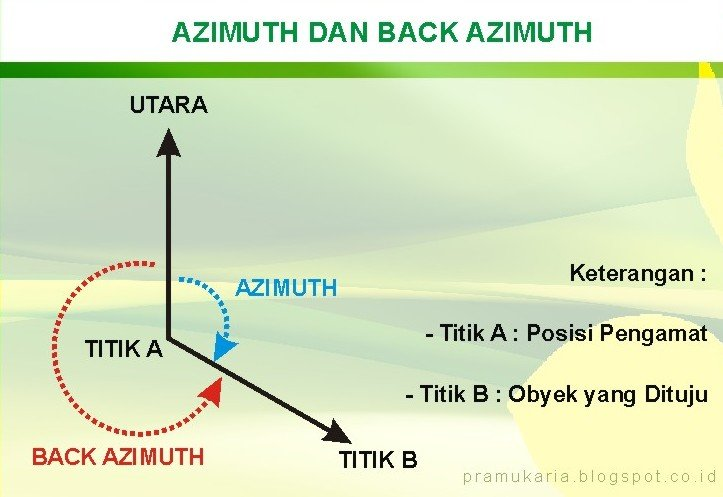 AZIMUTH DAN BACK AZIMUTH
UTARA
AZIMUTH
Keterangan :
TITIK A
- Titik A : Posisi Pengamat
- Titik B : Obyek yang Dituju
BACK AZIMUTH
TITIK B
pramukaria.blogspot.co.id